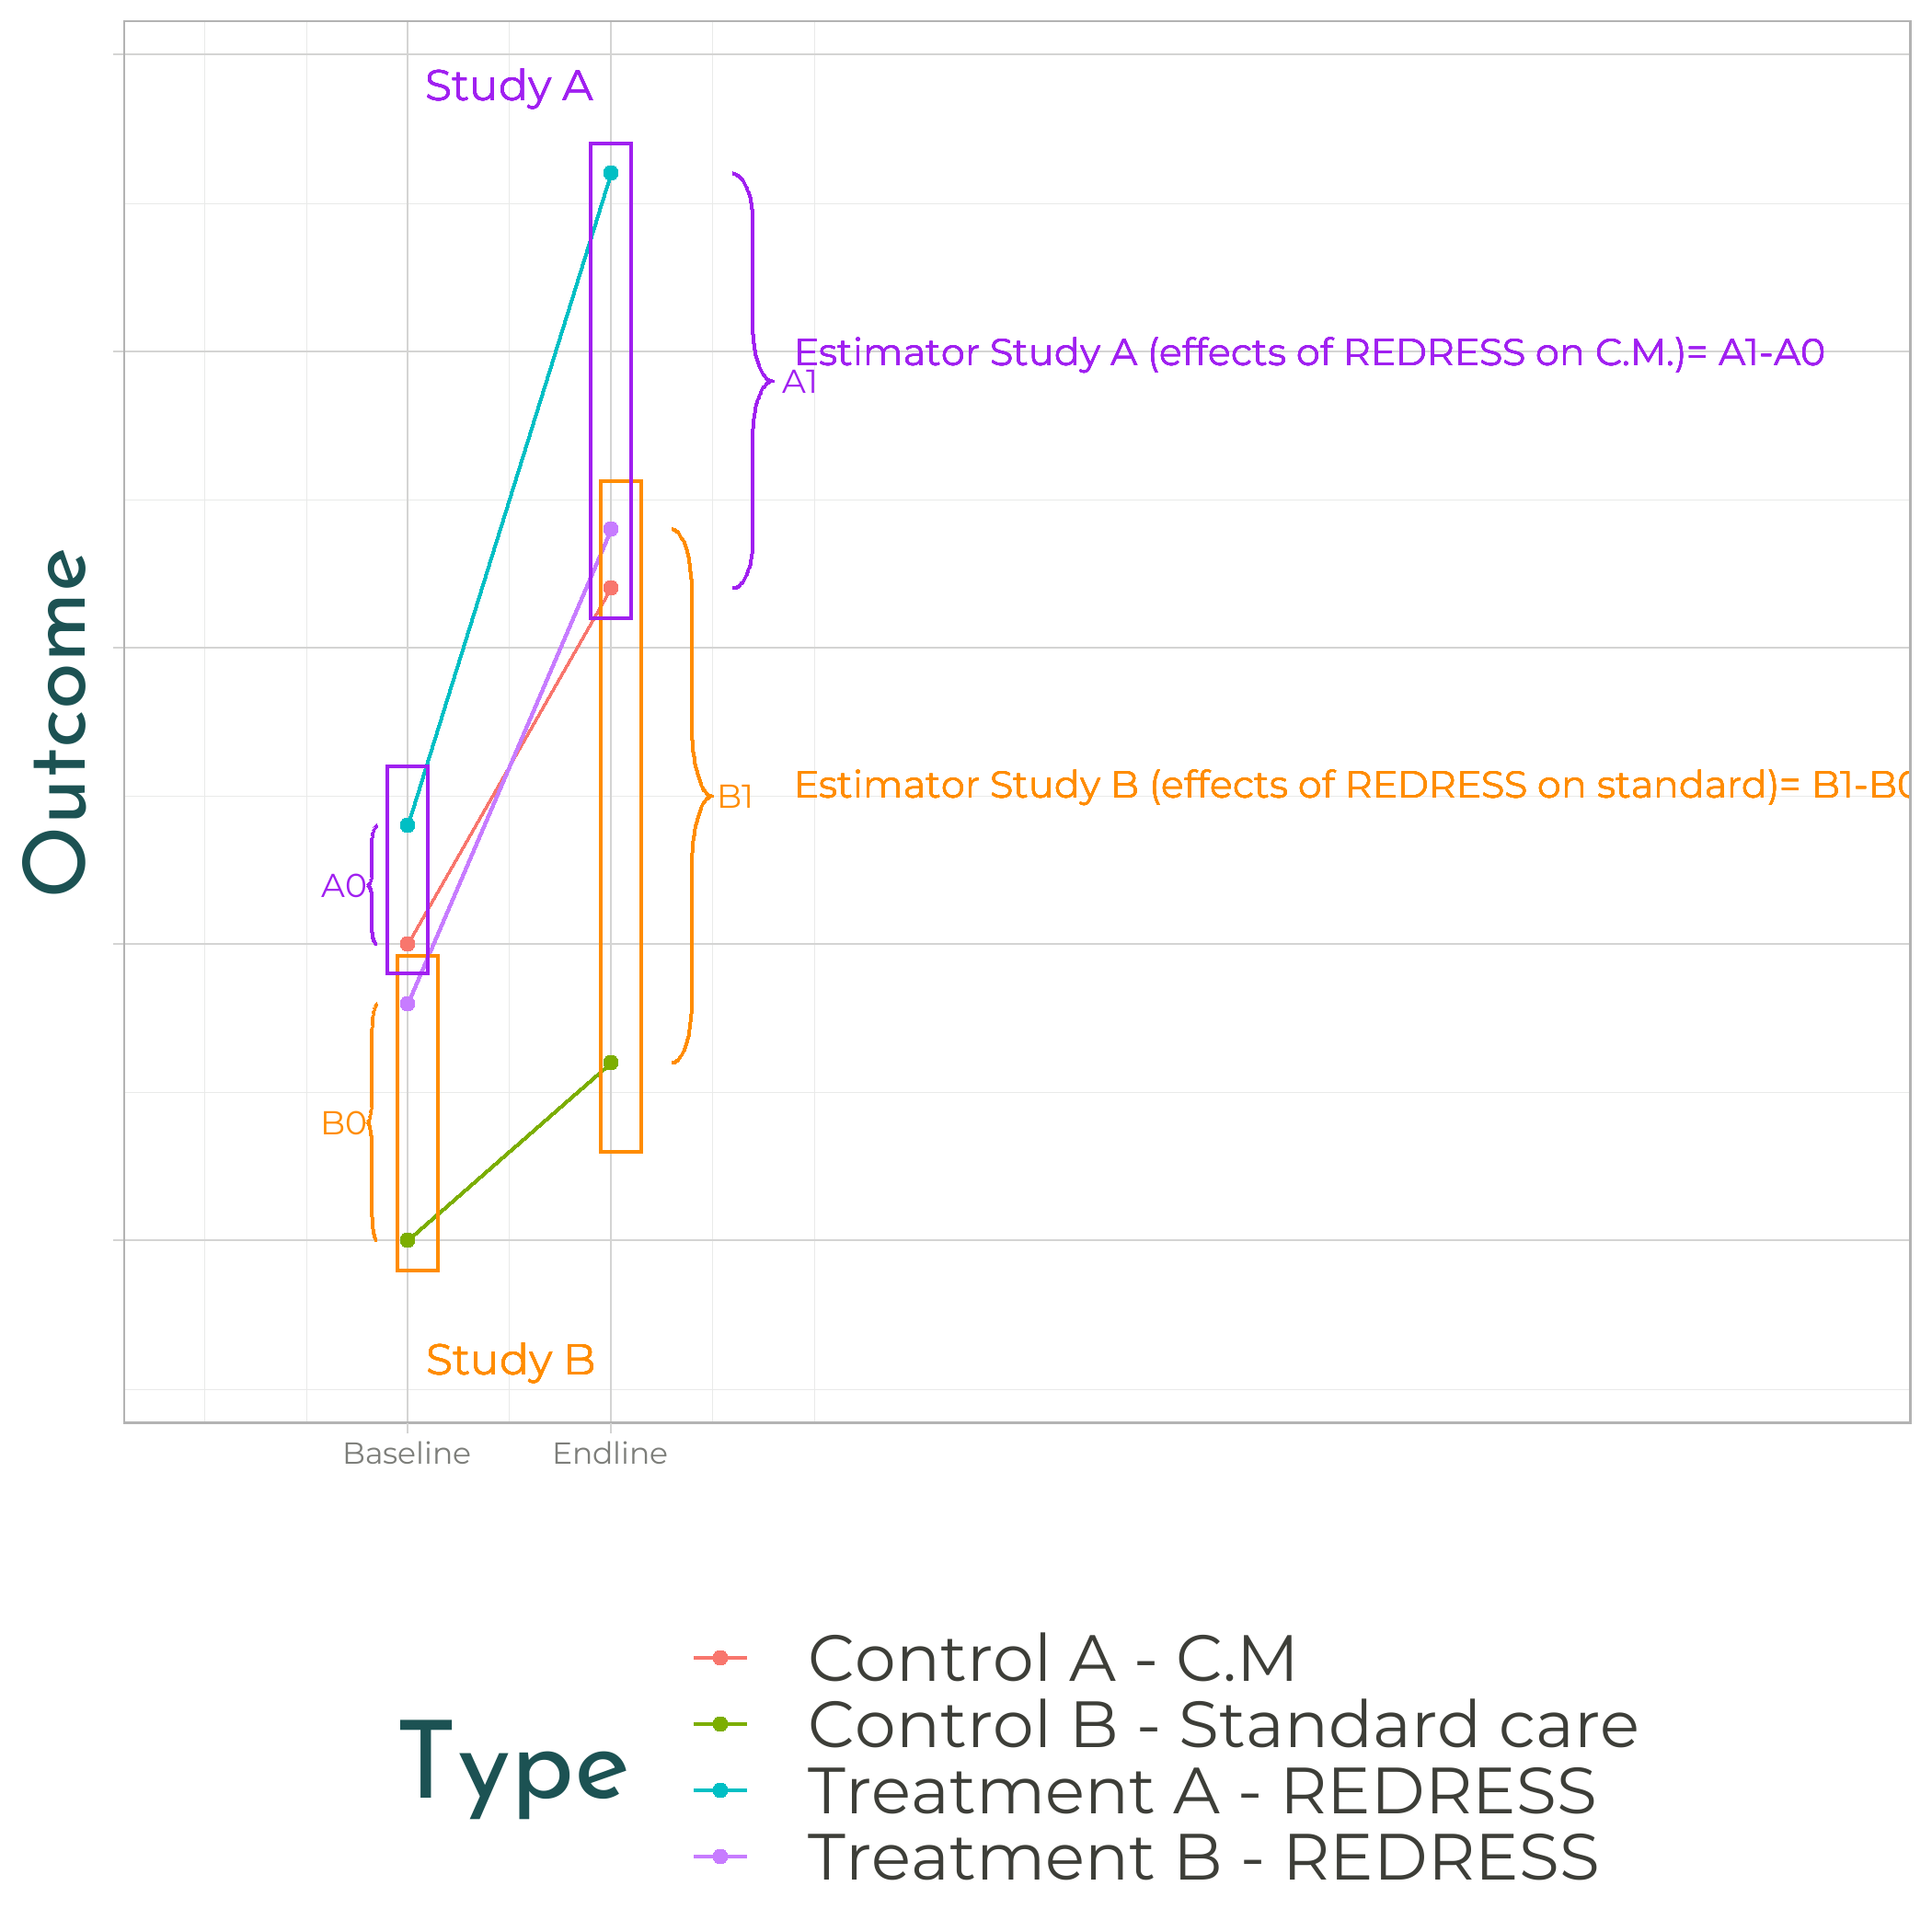 Study A
Estimator Study A (effects of REDRESS on C.M.)= A1-A0
A1
Outcome
B1
Estimator Study B (effects of REDRESS on standard)= B1-B0
A0
B0
Study B
Baseline
Endline
Type
Control A - C.M
Control B - Standard care
Treatment A - REDRESS
Treatment B - REDRESS